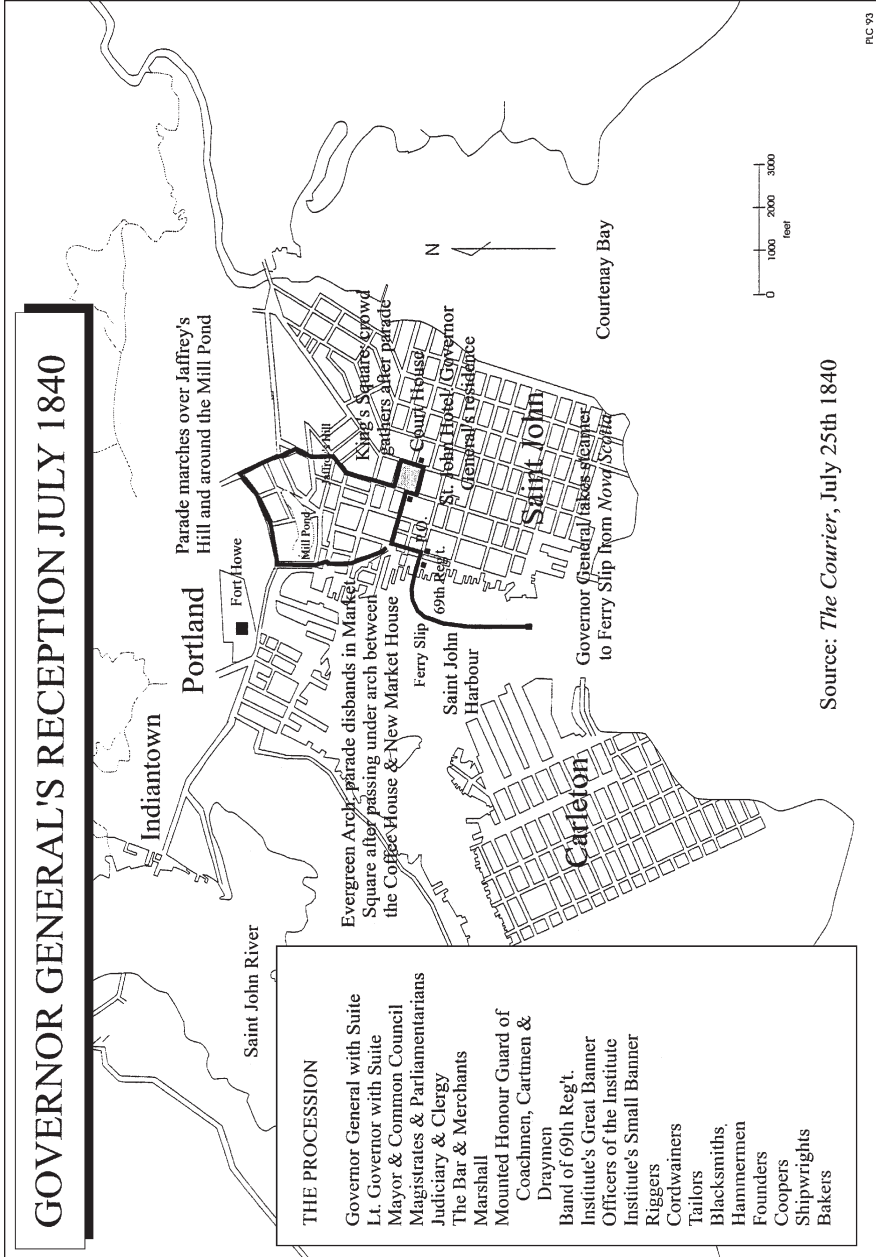 GOVERNOR GENERAL'S RECEPTION JULY 1840
Indiantown
Portland
Fort Howe
Parade marches over Jaffrey's
Hill and around the Mill Pond
Saint John River
Mill Pond
Jaffrey's Hill
King's Square: crowd
gathers after parade
Court House
St. John Hotel: Governor
General's residence
P.O.
69th Reg't.
Evergreen Arch: parade disbands in Market
Square after passing under arch between
the Coffee House & New Market House
Ferry Slip
Saint John
Harbour
Saint John
Governor General takes steamer
to Ferry Slip from Nova Scotia
Carleton
Courtenay Bay
N
0 1000 2000 3000
feet
THE PROCESSION
Governor General with Suite
Lt. Governor with Suite
Mayor & Common Council
Magistrates & Parliamentarians
Judiciary & Clergy
The Bar & Merchants
Marshall
Mounted Honour Guard of
Coachmen, Cartmen &
Draymen
Band of 69th Reg't.
Institute's Great Banner
Officers of the Institute
Institute's Small Banner
Riggers
Cordwainers
Tailors
Blacksmiths
Hammermen
Founders
Coopers
Shipwrights
Bakers
Source: The Courier, July 25th 1840
PLC '93